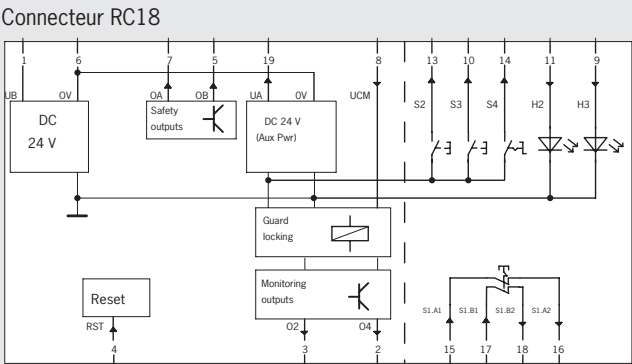 Connecteur RC18
1 6 7 5 19 8 13 10 14 11 9
UB 0V OA OB UA 0V UCM S2 S3 S4 H2 H3
DC
24 V
Safety
outputs
DC 24 V
(Aux Pwr)
Guard
locking
Monitoring
outputs
Reset
RST
4
O2 O4
3 2
S1.A1 S1.B1 S1.B2 S1.A2
15 17 18 16